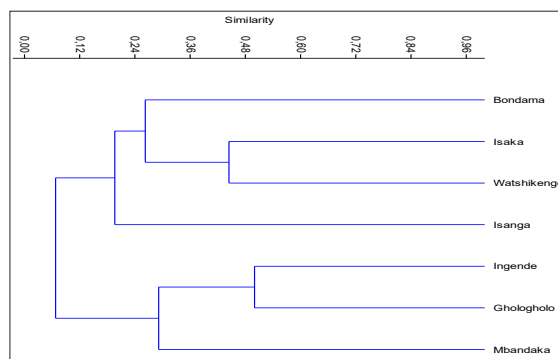 Similarity
0,00 0,12 0,24 0,36 0,48 0,60 0,72 0,84 0,96
Bondama
Isaka
Watshikeng
Isanga
Ingende
Ghologholo
Mbandaka